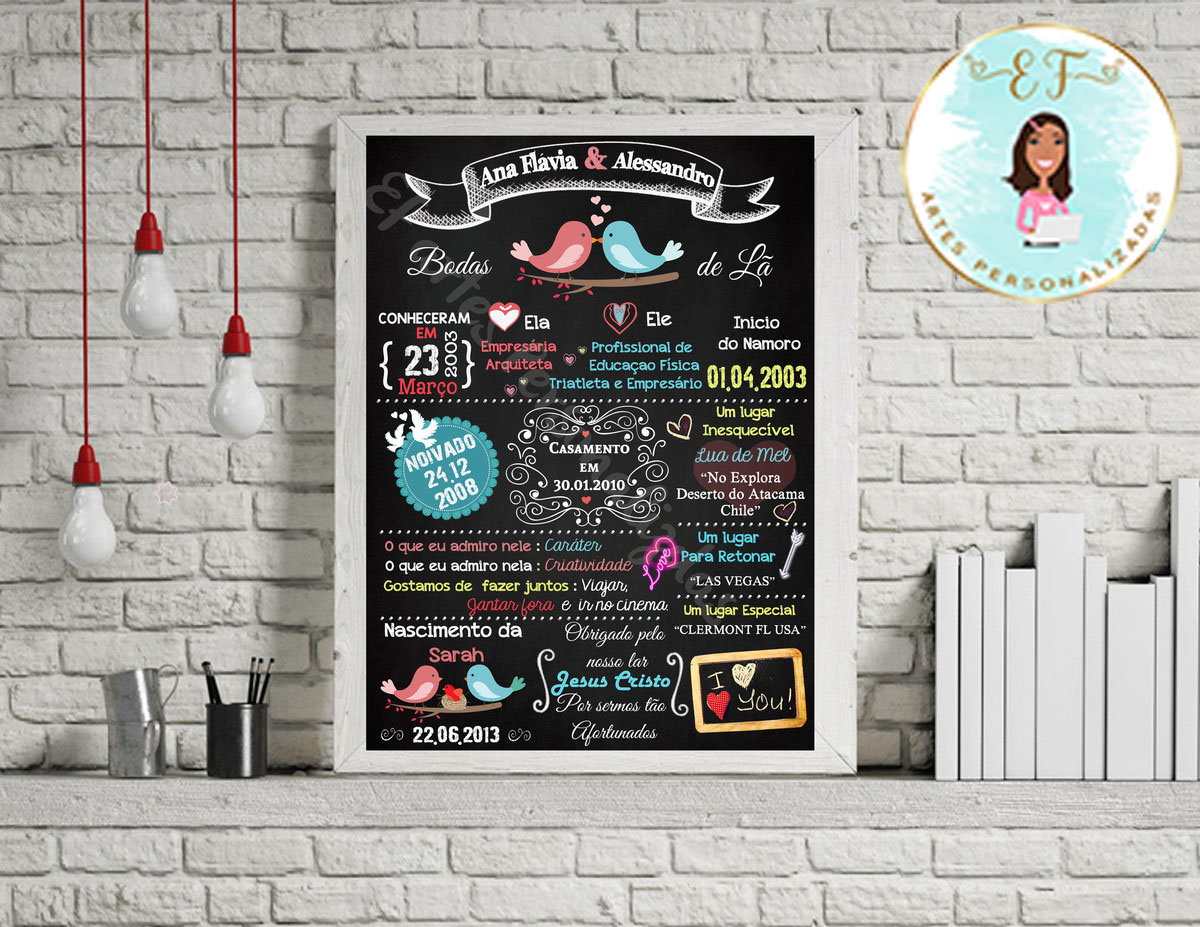 Ana Flávia & Alessandro
Bodas de Lã
CONHECERAM
EM
{ 23 2003 }
Março
Ela
Empresária
Arquiteta
Ele
Profissional de
Educaçao Física
Triatleta e Empresário
Inicio
do Namoro
01.04.2003
NOIVADO
24.12
2008
Casamento
em
30.01.2010
Um lugar
Inesquecível
Lua de Mel
“No Explora
Deserto do Atacama
Chile”
O que eu admiro nele : Caráter
O que eu admiro nela : Criatividade
Gostamos de fazer juntos : Viajar,
Jantar fora e ir no cinema.
Love
Um lugar
Para Retonar
“LAS VEGAS”
Um lugar Especial
“CLERMONT FL USA”
Nascimento da
Sarah
22.06.2013
Obrigado pelo
nosso lar
Jesus Cristo
Por sermos tão
Afortunados
I
You!
EF
ARTES PERSONALIZADAS